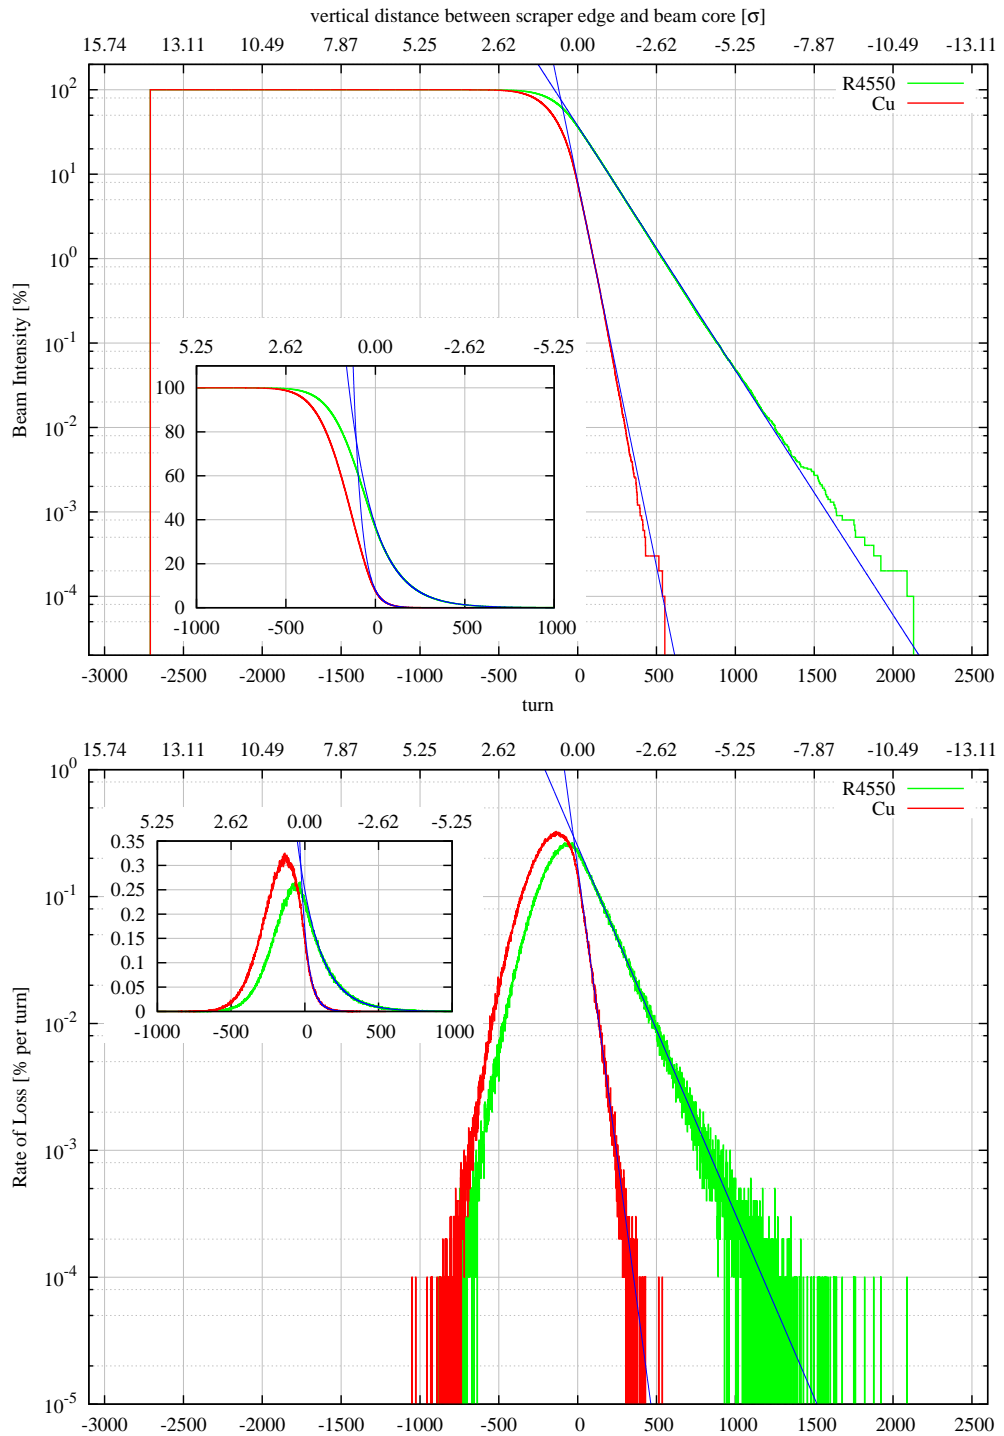 vertical distance between scraper edge and beam core [σ]
15.74 13.11 10.49 7.87 5.25 2.62 0.00 -2.62 -5.25 -7.87 -10.49 -13.11
R4550
Cu
10^2
10^1
10^0
10^-1
10^-2
10^-3
10^-4
Beam Intensity [%]
5.25 2.62 0.00 -2.62 -5.25
100
80
60
40
20
0
-1000 -500 0 500 1000
-3000 -2500 -2000 -1500 -1000 -500 0 500 1000 1500 2000 2500
turn
15.74 13.11 10.49 7.87 5.25 2.62 0.00 -2.62 -5.25 -7.87 -10.49 -13.11
R4550
Cu
10^0
10^-1
10^-2
10^-3
10^-4
10^-5
Rate of Loss [% per turn]
5.25 2.62 0.00 -2.62 -5.25
0.35
0.3
0.25
0.2
0.15
0.1
0.05
0
-1000 -500 0 500 1000
-3000 -2500 -2000 -1500 -1000 -500 0 500 1000 1500 2000 2500